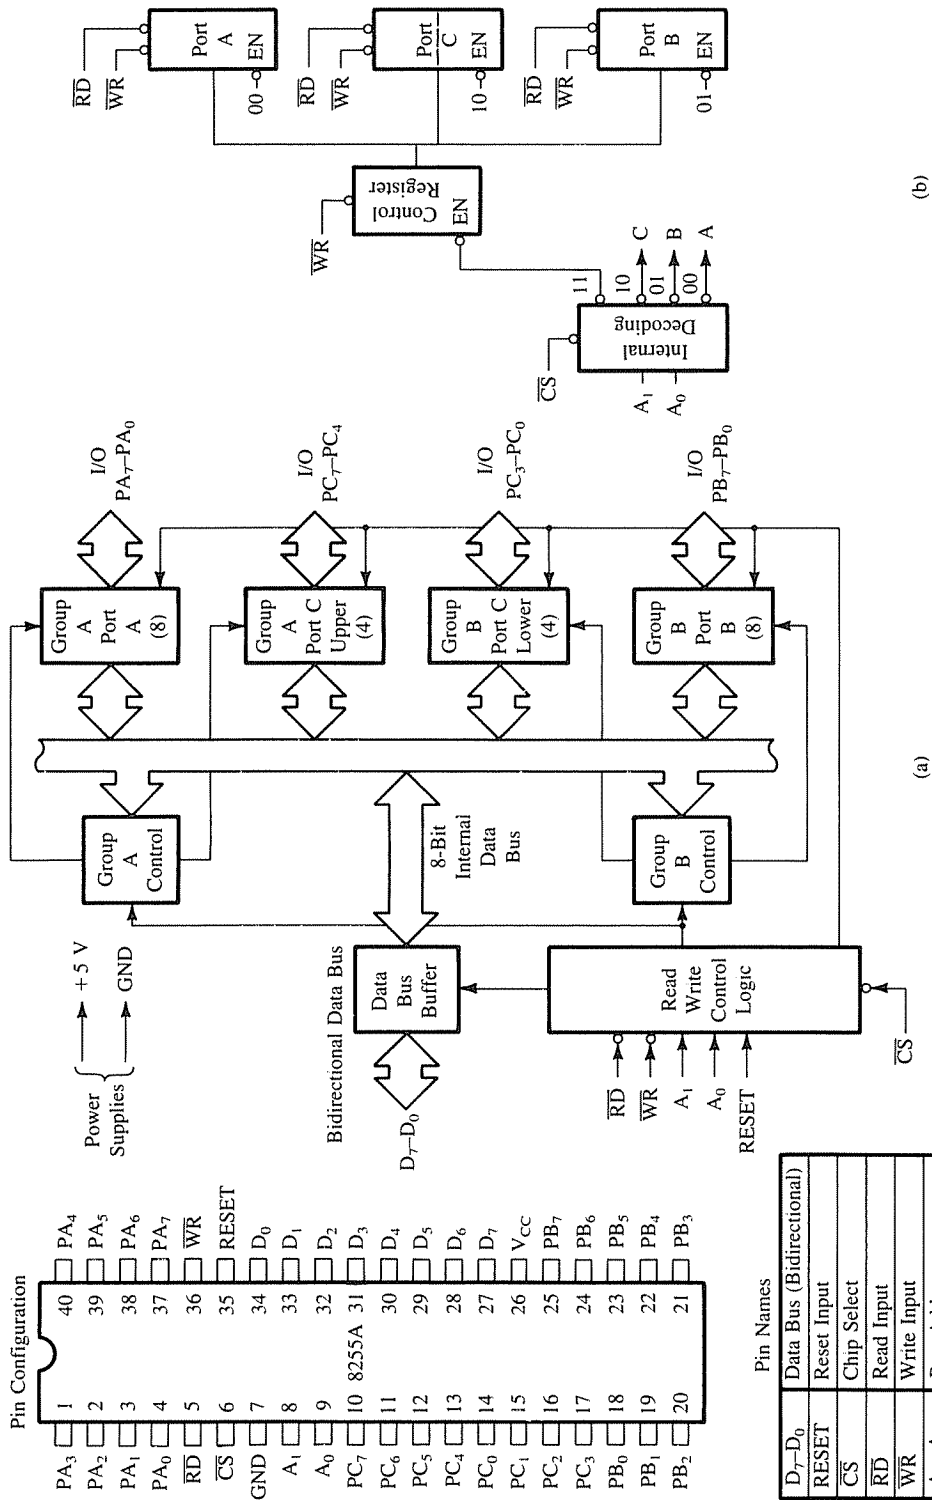 Pin Configuration
PA3 1 40 PA4
PA2 2 39 PA5
PA1 3 38 PA6
PA0 4 37 PA7
RD 5 36 WR
CS 6 35 RESET
GND 7 34 D0
A1 8 33 D1
A0 9 32 D2
PC7 10 8255A 31 D3
PC6 11 30 D4
PC5 12 29 D5
PC4 13 28 D6
PC0 14 27 D7
PC1 15 26 VCC
PC2 16 25 PB7
PC3 17 24 PB6
PB0 18 23 PB5
PB1 19 22 PB4
PB2 20 21 PB3
Pin Names
D7–D0 Data Bus (Bidirectional)
RESET Reset Input
CS Chip Select
RD Read Input
WR Write Input
Power
Supplies
+5 V
GND
Bidirectional Data Bus
D7–D0
Data
Bus
Buffer
RD
WR
A1
A0
RESET
Read
Write
Control
Logic
CS
Group
A
Control
8-Bit
Internal
Data
Bus
Group
B
Control
Group
A
Port
A
(8)
I/O
PA7–PA0
Group
A
Port C
Upper
(4)
I/O
PC7–PC4
Group
B
Port C
Lower
(4)
I/O
PC3–PC0
Group
B
Port
B
(8)
I/O
PB7–PB0
(a)
CS
A1
A0
Internal
Decoding
11
10 C
01 B
00 A
WR
Control
Register
EN
RD
WR
Port
A
00 EN
RD
WR
Port
C
10 EN
RD
WR
Port
B
01 EN
(b)